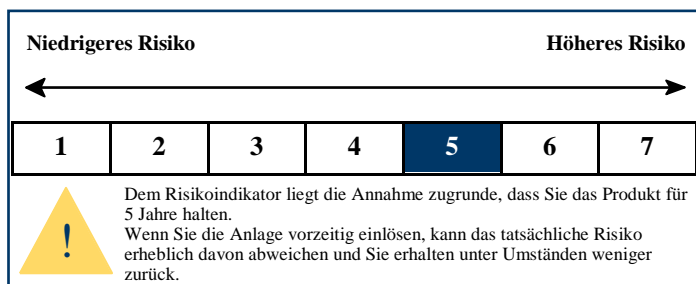 Niedrigeres Risiko Höheres Risiko
1 2 3 4 5 6 7
Dem Risikoindikator liegt die Annahme zugrunde, dass Sie das Produkt für
5 Jahre halten.
! Wenn Sie die Anlage vorzeitig einlösen, kann das tatsächliche Risiko
erheblich davon abweichen und Sie erhalten unter Umständen weniger
zurück.